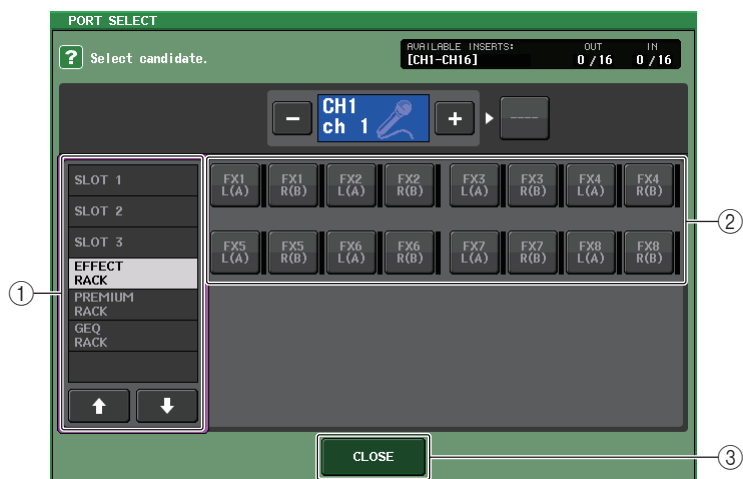 PORT SELECT
? Select candidate.
AVAILABLE INSERTS: OUT IN
[CH1-CH16] 0 /16 0 /16
− CH1 + ----
ch 1
SLOT 1
SLOT 2
SLOT 3
EFFECT
RACK
PREMIUM
RACK
GEQ
RACK
FX1 FX1 FX2 FX2 FX3 FX3 FX4 FX4
L(A) R(B) L(A) R(B) L(A) R(B) L(A) R(B)
FX5 FX5 FX6 FX6 FX7 FX7 FX8 FX8
L(A) R(B) L(A) R(B) L(A) R(B) L(A) R(B)
②
①
CLOSE
③